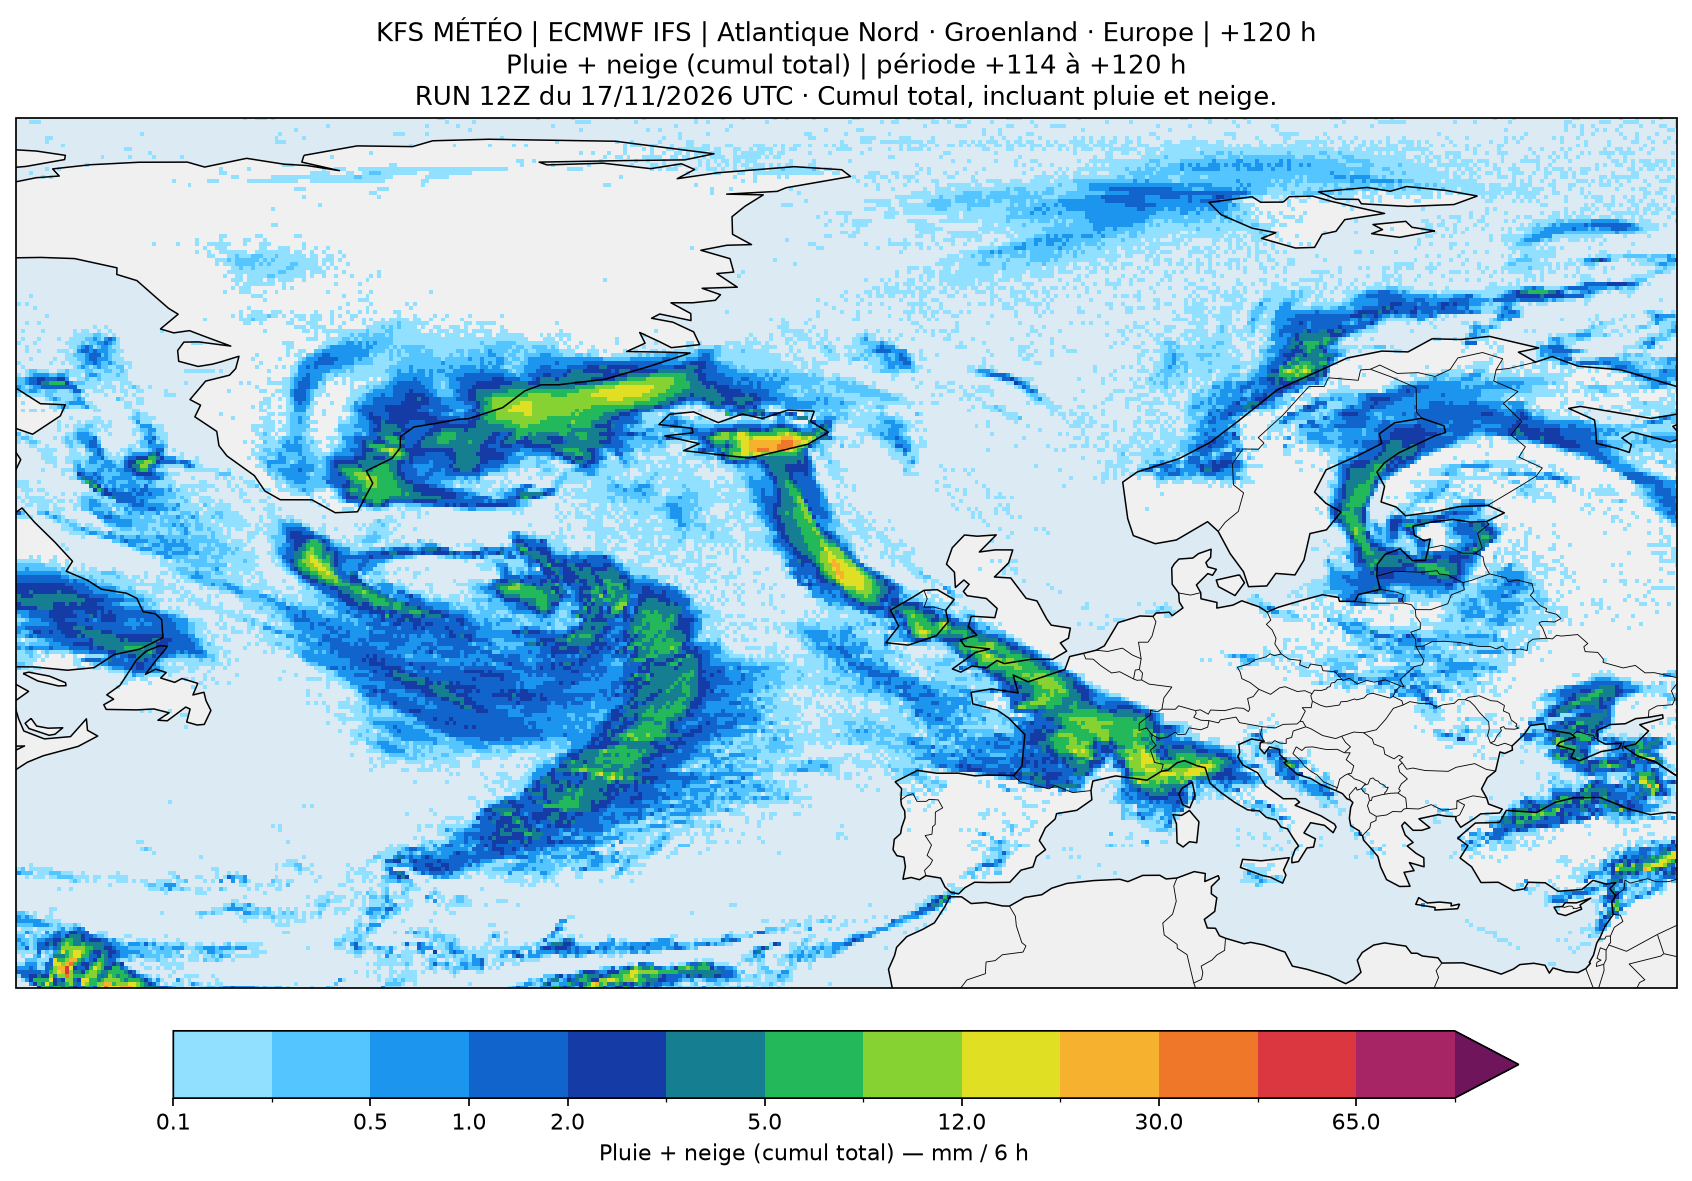 KFS MÉTÉO | ECMWF IFS | Atlantique Nord · Groenland · Europe | +120 h
Pluie + neige (cumul total) | période +114 à +120 h
RUN 12Z du 17/11/2026 UTC · Cumul total, incluant pluie et neige.
0.1 0.5 1.0 2.0 5.0 12.0 30.0 65.0
Pluie + neige (cumul total) — mm / 6 h